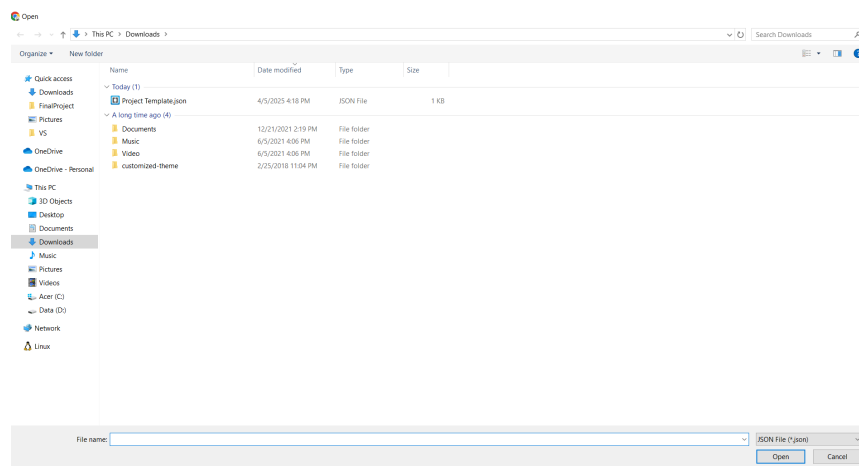 Open
This PC > Downloads >
Search Downloads
Organize
New folder
Name Date modified Type Size
Quick access
Downloads
FinalProject
Pictures
VS
OneDrive
OneDrive - Personal
This PC
3D Objects
Desktop
Documents
Downloads
Music
Pictures
Videos
Acer (C:)
Data (D:)
Network
Linux
Today (1)
Project Template.json 4/5/2025 4:18 PM JSON File 1 KB
A long time ago (4)
Documents 12/21/2021 2:19 PM File folder
Music 6/5/2021 4:06 PM File folder
Video 6/5/2021 4:06 PM File folder
customized-theme 2/25/2018 11:04 PM File folder
File name:
JSON File (*.json)
Open Cancel